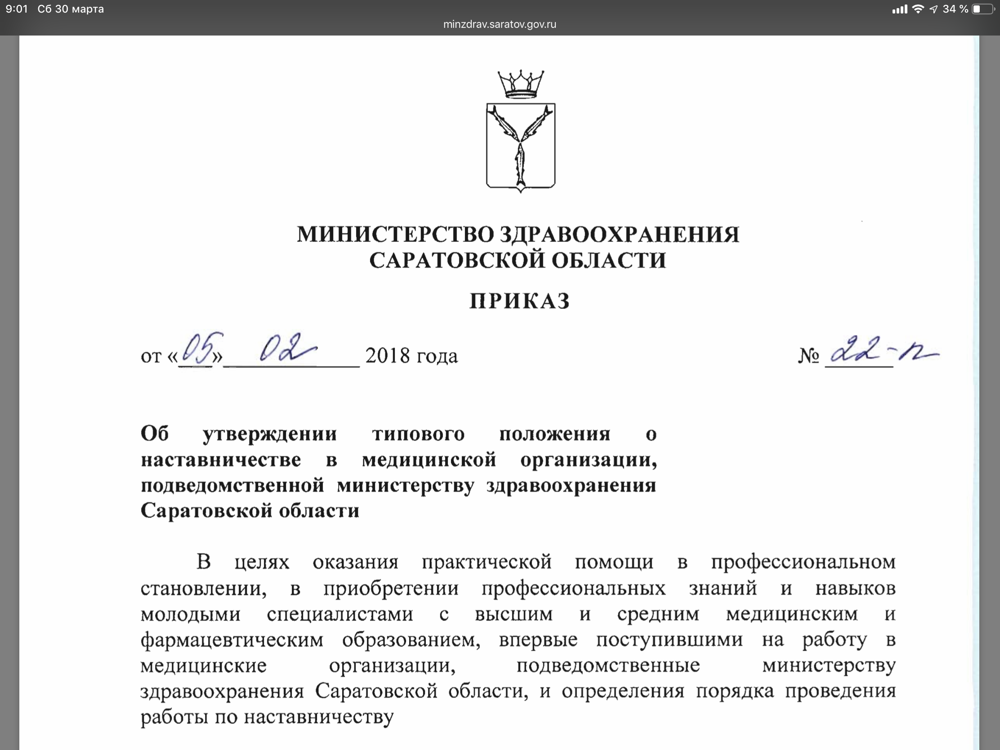 9:01 Сб 30 марта 34 %
minzdrav.saratov.gov.ru
МИНИСТЕРСТВО ЗДРАВООХРАНЕНИЯ
САРАТОВСКОЙ ОБЛАСТИ
ПРИКАЗ
от «05» 02 2018 года № 22-п
Об утверждении типового положения о
наставничестве в медицинской организации,
подведомственной министерству здравоохранения
Саратовской области
В целях оказания практической помощи в профессиональном
становлении, в приобретении профессиональных знаний и навыков
молодыми специалистами с высшим и средним медицинским и
фармацевтическим образованием, впервые поступившими на работу в
медицинские организации, подведомственные министерству
здравоохранения Саратовской области, и определения порядка проведения
работы по наставничеству